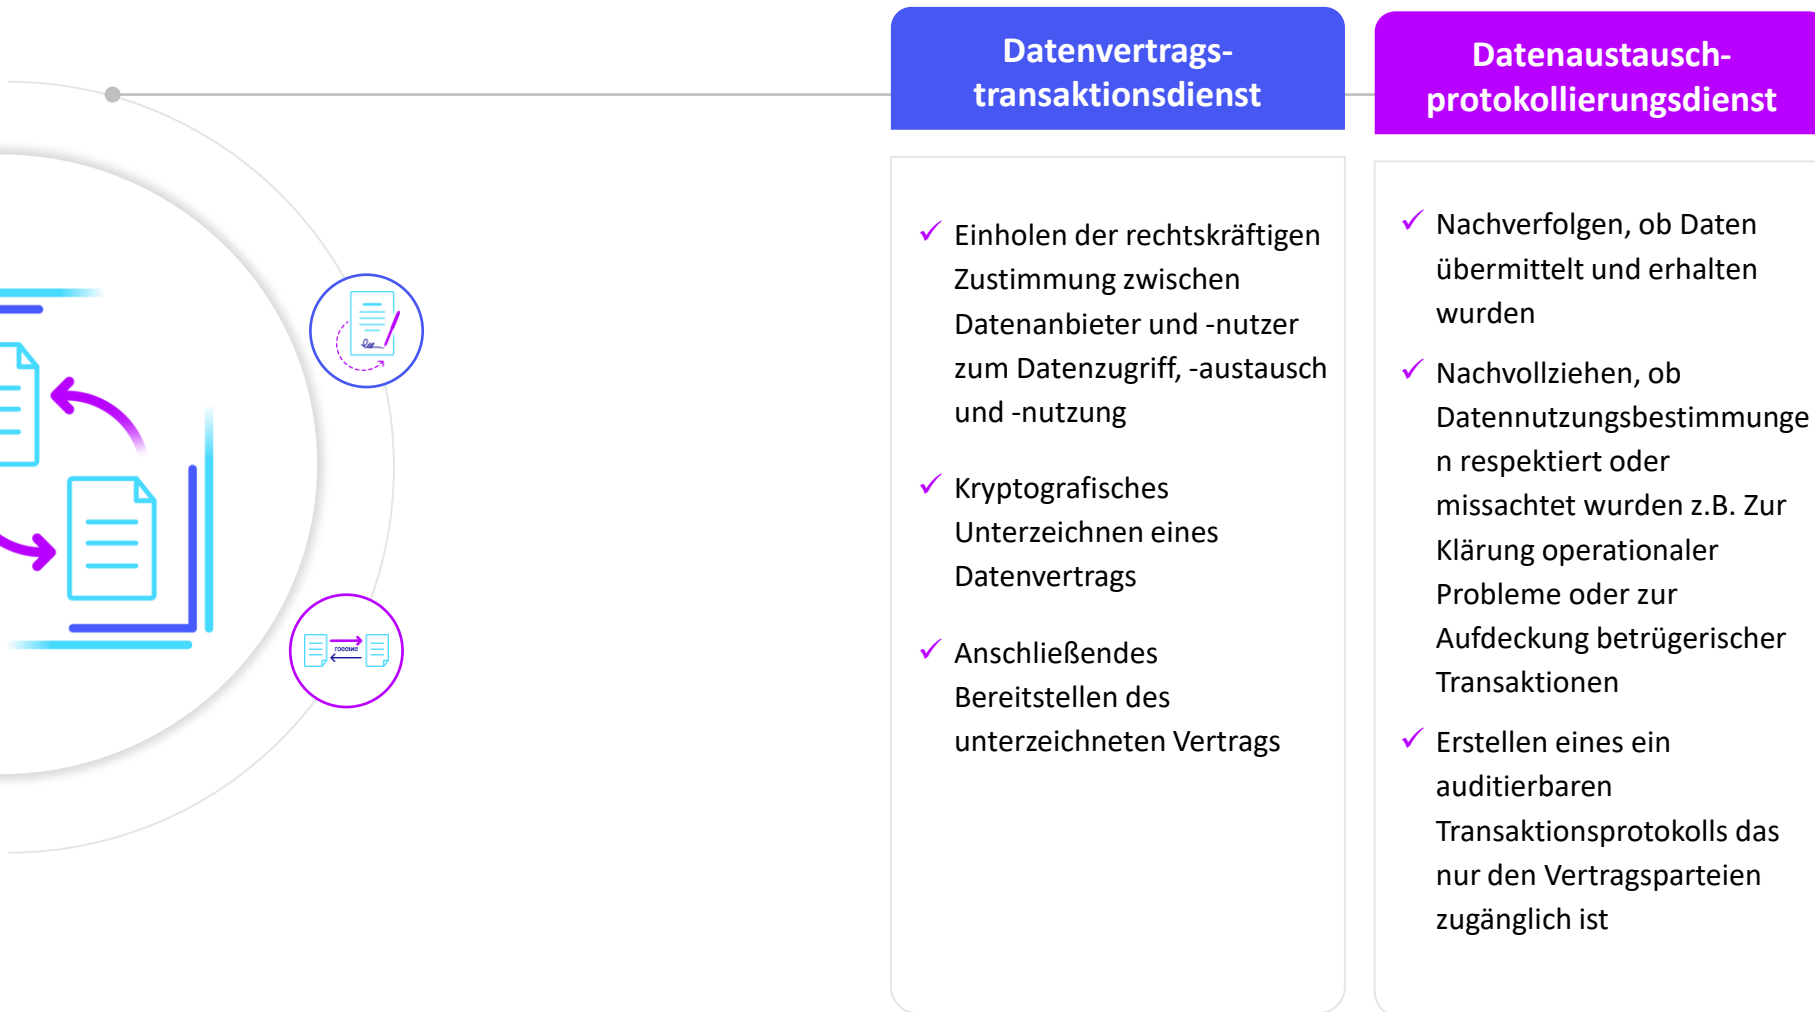 Datenvertrags-
transaktionsdienst
Einholen der rechtskräftigen
Zustimmung zwischen
Datenanbieter und -nutzer
zum Datenzugriff, -austausch
und -nutzung
Kryptografisches
Unterzeichnen eines
Datenvertrags
Anschließendes
Bereitstellen des
unterzeichneten Vertrags
Datenaustausch-
protokollierungsdienst
Nachverfolgen, ob Daten
übermittelt und erhalten
wurden
Nachvollziehen, ob
Datennutzungsbestimmunge
n respektiert oder
missachtet wurden z.B. Zur
Klärung operationaler
Probleme oder zur
Aufdeckung betrügerischer
Transaktionen
Erstellen eines ein
auditierbaren
Transaktionsprotokolls das
nur den Vertragsparteien
zugänglich ist